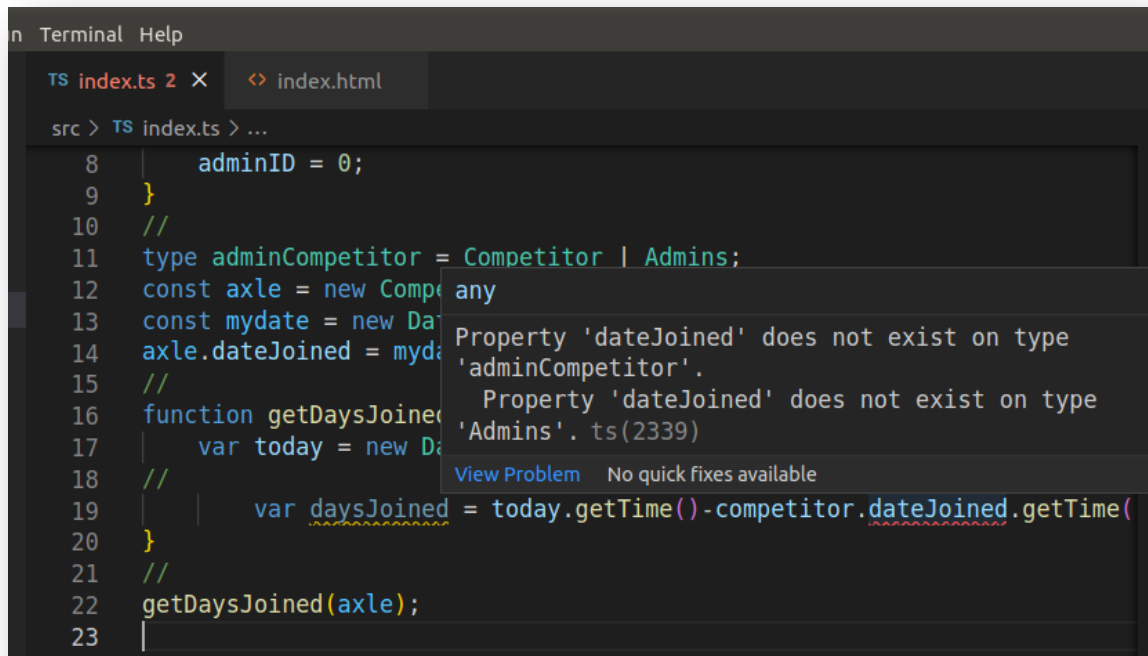 Terminal Help
TS index.ts 2 ×
<> index.html
src > TS index.ts > ...
8 adminID = 0;
9 }
10 //
11 type adminCompetitor = Competitor | Admins;
12 const axle = new Compe
13 const mydate = new Dat
14 axle.dateJoined = myda
15 //
16 function getDaysJoined
17 var today = new Da
18 //
19 var daysJoined = today.getTime()-competitor.dateJoined.getTime(
20 }
21 //
22 getDaysJoined(axle);
23
any
Property 'dateJoined' does not exist on type
'adminCompetitor'.
Property 'dateJoined' does not exist on type
'Admins'. ts(2339)
View Problem No quick fixes available